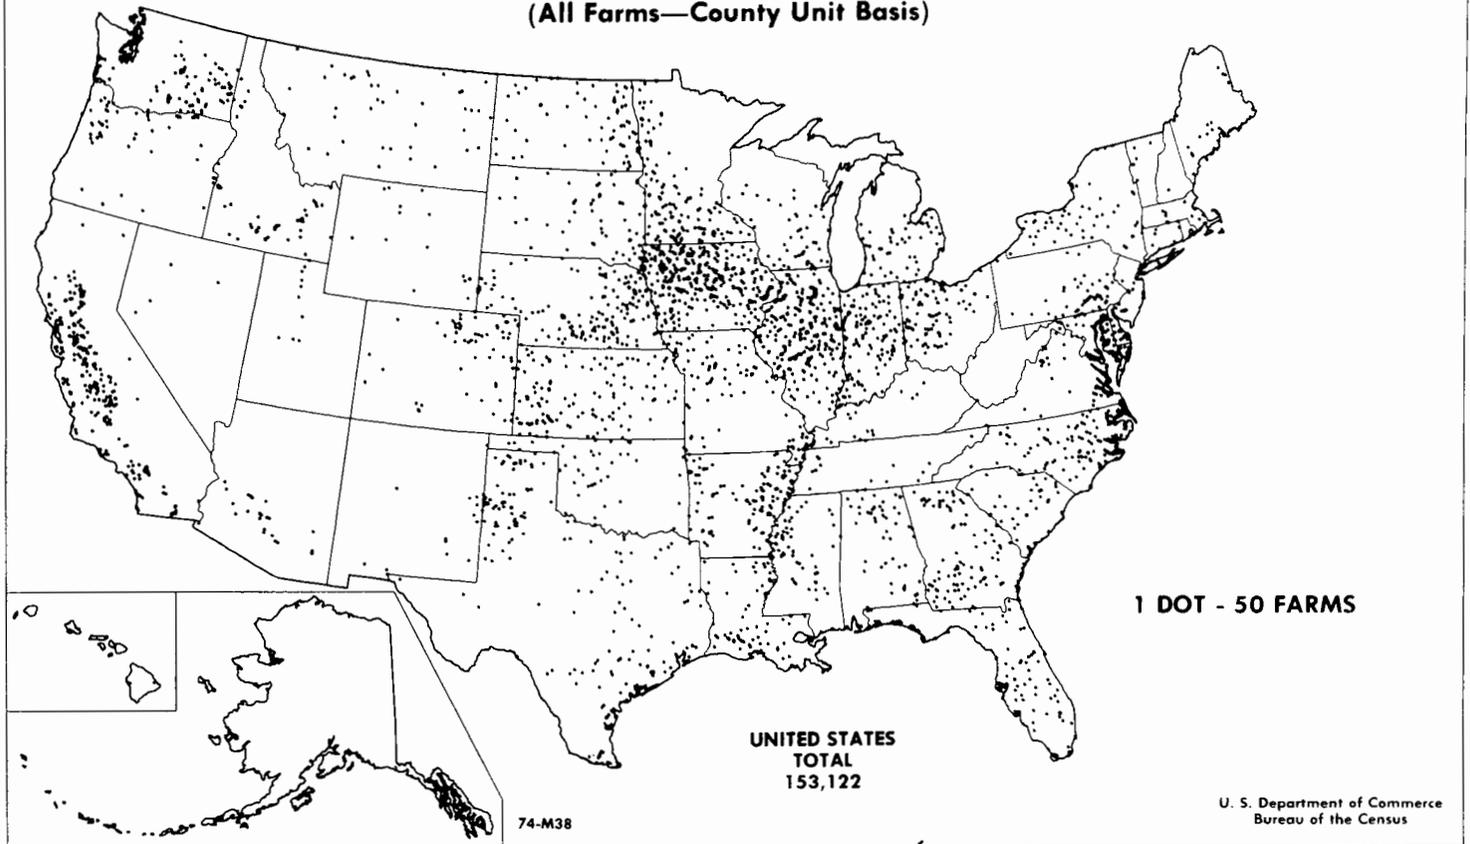 (All Farms—County Unit Basis)
1 DOT - 50 FARMS
UNITED STATES
TOTAL
153,122
74-M38
U. S. Department of Commerce
Bureau of the Census